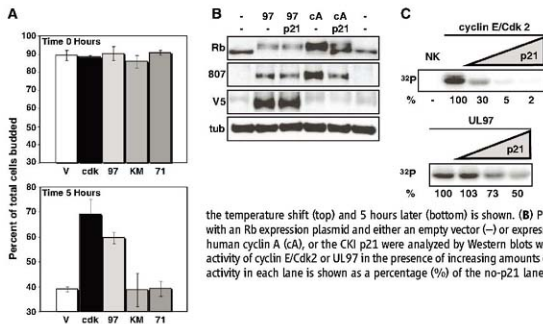 A
Time 0 Hours
100
90
80
70
60
50
40
30
V cdk 97 KM 71
Time 5 Hours
80
70
60
50
40
30
V cdk 97 KM 71
Percent of total cells budded
B
- 97 97 cA cA -
- - p21 - p21 -
Rb
807
V5
tub
C
cyclin E/Cdk 2
NK
p21
32P
% - 100 30 5 2
UL97
p21
32P
100 103 73 50
%
the temperature shift (top) and 5 hours later (bottom) is shown. (B) P
with an Rb expression plasmid and either an empty vector (–) or expres
human cyclin A (cA), or the CKI p21 were analyzed by Western blots w
activity of cyclin E/Cdk2 or UL97 in the presence of increasing amounts
activity in each lane is shown as a percentage (%) of the no-p21 lane